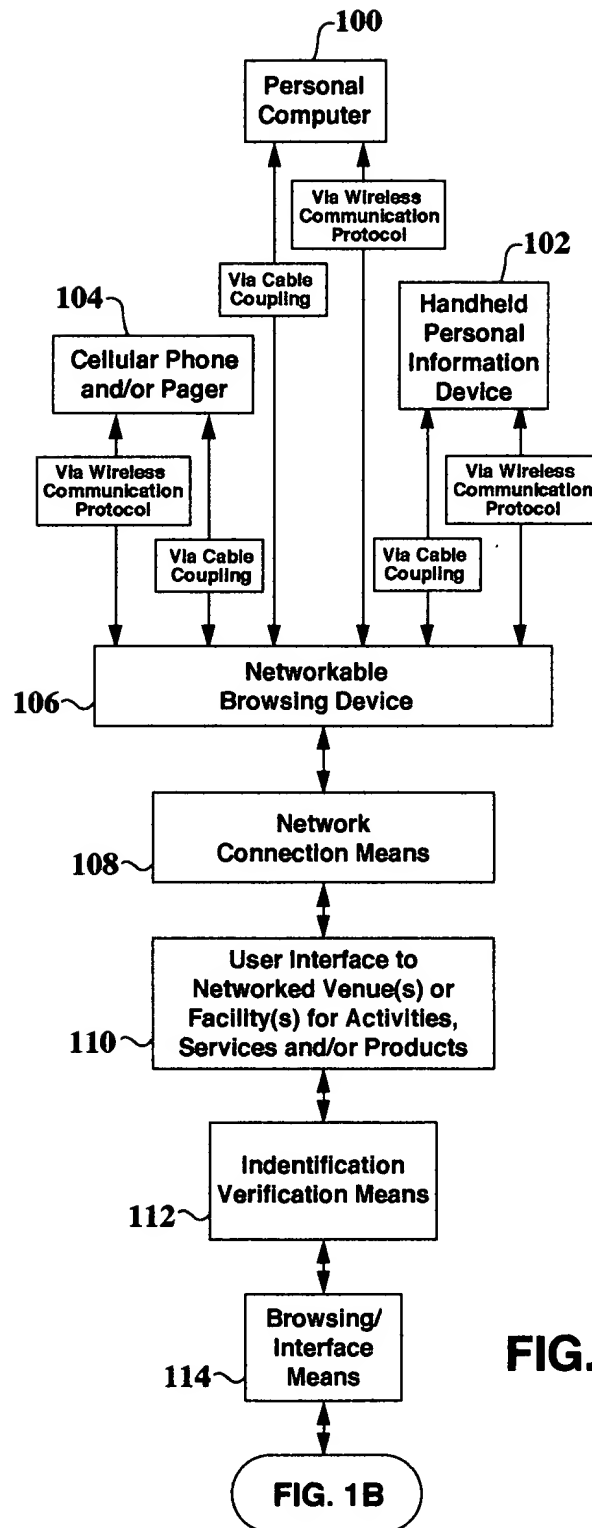 100
Personal
Computer
Via Wireless
Communication
Protocol
Via Cable
Coupling
102
Handheld
Personal
Information
Device
104
Cellular Phone
and/or Pager
Via Wireless
Communication
Protocol
Via Cable
Coupling
Via Cable
Coupling
Via Wireless
Communication
Protocol
Networkable
Browsing Device
106
Network
Connection Means
108
User Interface to
Networked Venue(s) or
Facility(s) for Activities,
Services and/or Products
110
Indentification
Verification Means
112
Browsing/
Interface
Means
114
FIG.
FIG. 1B